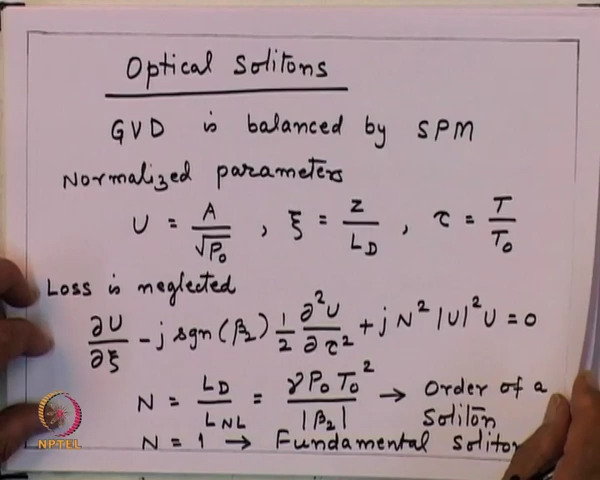 Optical Solitons
GVD is balanced by SPM
Normalized parameters
U = A/√P₀ , ξ = Z/L_D , τ = T/T₀
Loss is neglected
∂U/∂ξ - j sgn(β₂) 1/2 ∂²U/∂τ² + j N² |U|² U = 0
N = L_D/L_NL = γP₀T₀²/|β₂| → Order of a
Soliton
N = 1 → Fundamental soliton
NPTEL